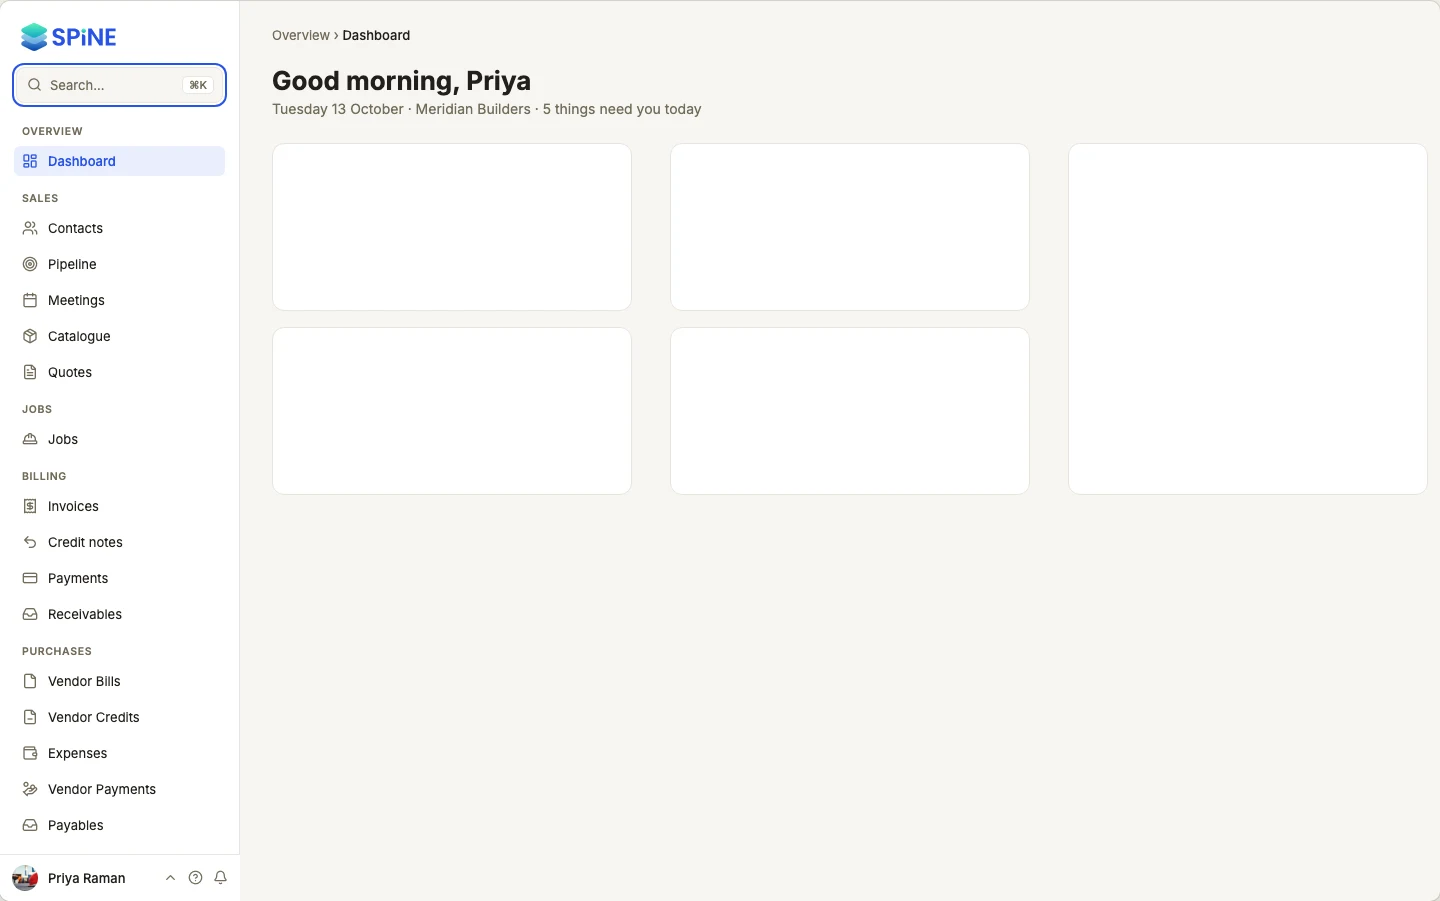 SPiNE
Search...
⌘K
OVERVIEW
Dashboard
SALES
Contacts
Pipeline
Meetings
Catalogue
Quotes
JOBS
Jobs
BILLING
Invoices
Credit notes
Payments
Receivables
PURCHASES
Vendor Bills
Vendor Credits
Expenses
Vendor Payments
Payables
Priya Raman
Overview › Dashboard
Good morning, Priya
Tuesday 13 October · Meridian Builders · 5 things need you today